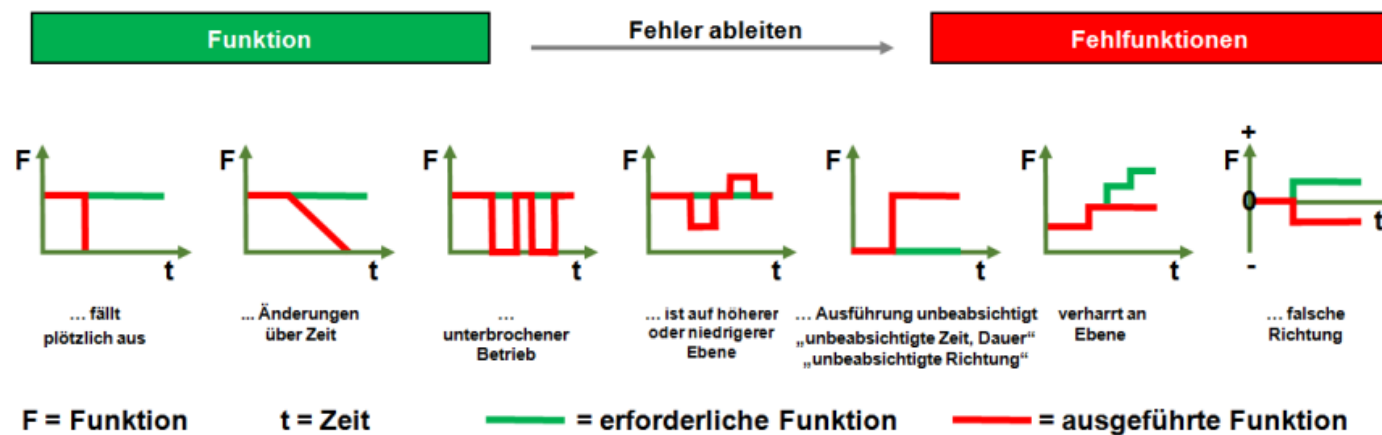 Funktion
Fehler ableiten
Fehlfunktionen
F
t
F
t
F
t
F
t
F
t
F
t
+
F
0
-
t
… fällt
plötzlich aus
... Änderungen
über Zeit
…
unterbrochener
Betrieb
… ist auf höherer
oder niedrigerer
Ebene
… Ausführung unbeabsichtigt
„unbeabsichtigte Zeit, Dauer“
„unbeabsichtigte Richtung“
verharrt an
Ebene
… falsche
Richtung
F = Funktion
t = Zeit
= erforderliche Funktion
= ausgeführte Funktion